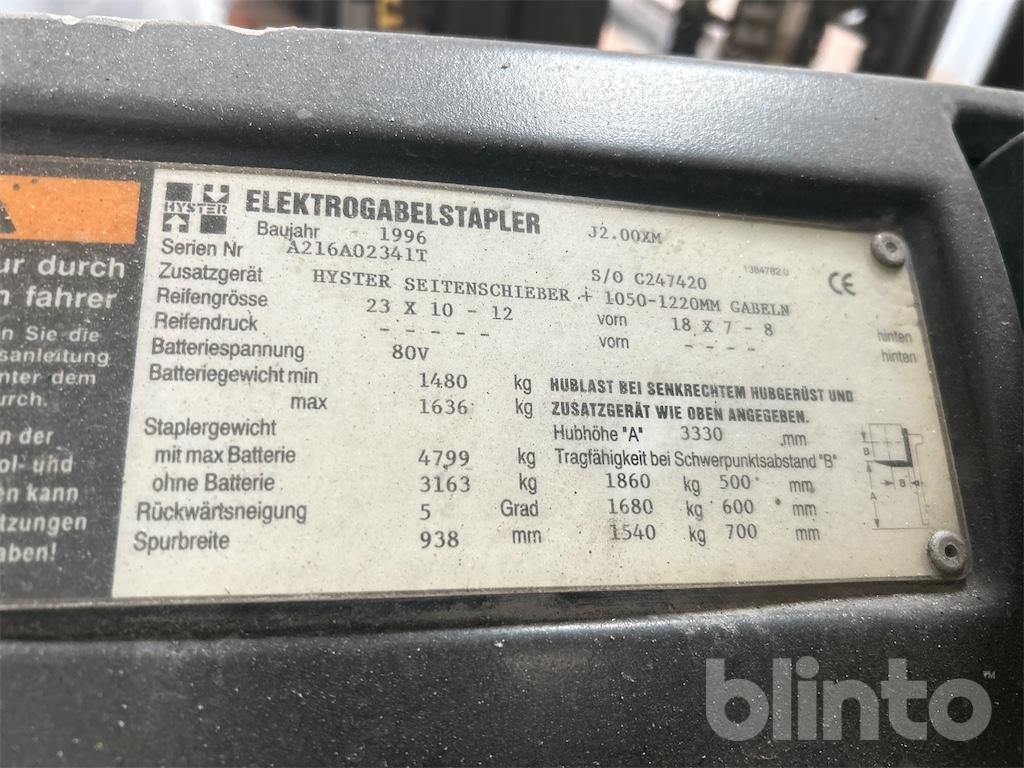 HYSTER
ELEKTROGABELSTAPLER J2.00XM
Baujahr 1996
Serien Nr A216A02341T S/O C247420 1384782 0 CE
Zusatzgerät HYSTER SEITENSCHIEBER + 1050-1220MM GABELN
Reifengrösse 23 X 10 - 12 vorn 18 X 7 - 8 hinten
Reifendruck - - - - - vorn - - - - hinten
Batteriespannung 80V
Batteriegewicht min 1480 kg
max 1636 kg
Staplergewicht
mit max Batterie 4799 kg
ohne Batterie 3163 kg
Rückwärtsneigung 5 Grad
Spurbreite 938 mm
HUBLAST BEI SENKRECHTEM HUBGERÜST UND
ZUSATZGERÄT WIE OBEN ANGEGEBEN.
Hubhöhe "A" 3330 mm
Tragfähigkeit bei Schwerpunktsabstand "B"
1860 kg 500 mm
1680 kg 600 mm
1540 kg 700 mm
B
B
A
ur durch
n fahrer
en Sie die
sanleitung
nter dem
urch.
n der
ol- und
en kann
tzungen
aben!
blinto™